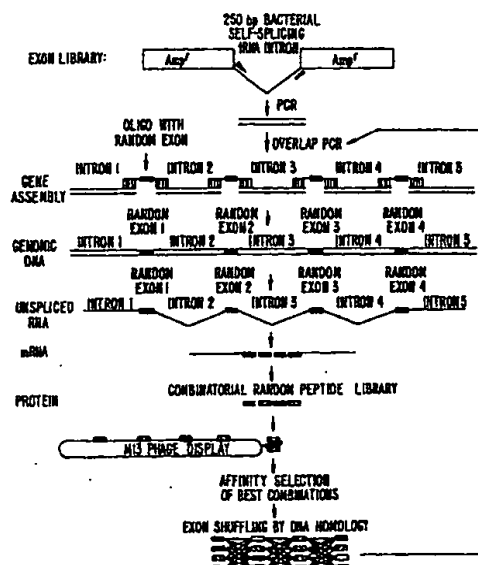 250 bp BACTERIAL
SELF-SPLICING
tRNA INTRON
EXON LIBRARY:
Ampr
Ampr
PCR
OLIGO WITH
RANDOM EXON
OVERLAP PCR
INTRON 1
INTRON 2
INTRON 3
INTRON 4
INTRON 5
GENE
ASSEMBLY
RANDOM
EXON 1
RANDOM
EXON 2
RANDOM
EXON 3
RANDOM
EXON 4
GENOMIC
DNA
INTRON 1
INTRON 2
INTRON 3
INTRON 4
INTRON 5
RANDOM
EXON 1
RANDOM
EXON 2
RANDOM
EXON 3
RANDOM
EXON 4
UNSPLICED
RNA
INTRON 1
INTRON 2
INTRON 3
INTRON 4
INTRON 5
mRNA
COMBINATORIAL RANDOM PEPTIDE LIBRARY
PROTEIN
M13 PHAGE DISPLAY
AFFINITY SELECTION
OF BEST COMBINATIONS
EXON SHUFFLING BY DNA HOMOLOGY